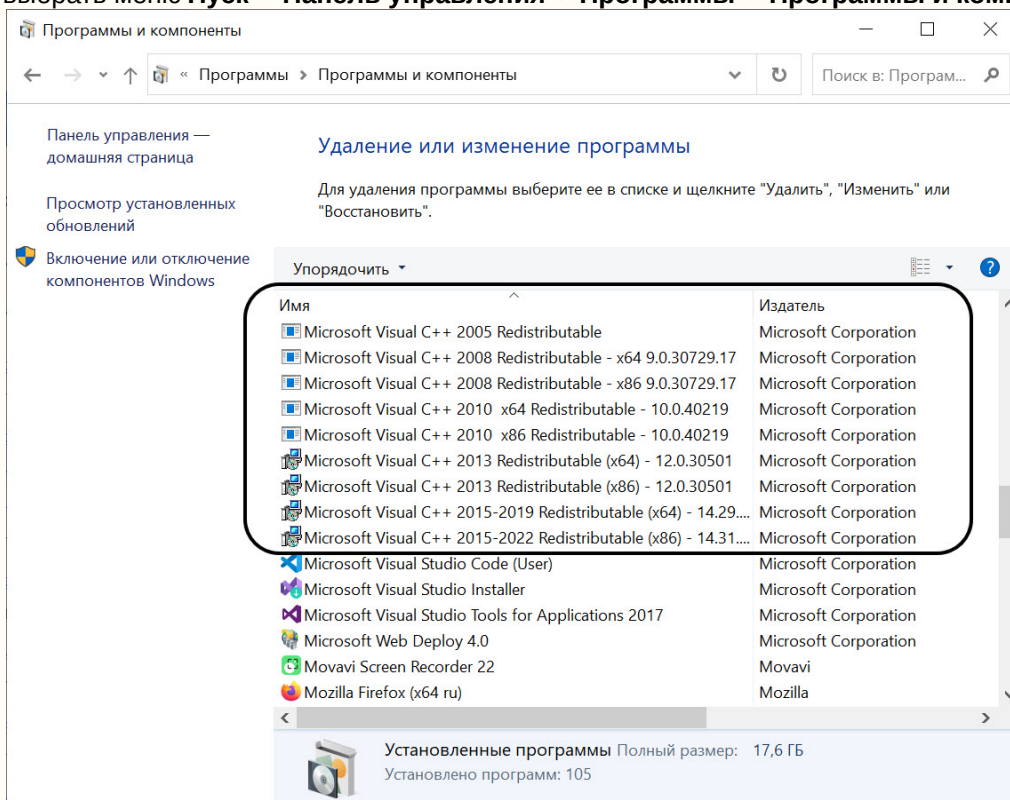 выбрать меню Пуск - Панель управления - Программы - Программы и комп
Программы и компоненты
« Программы > Программы и компоненты
Поиск в: Програм...
Панель управления —
домашняя страница
Просмотр установленных
обновлений
Включение или отключение
компонентов Windows
Удаление или изменение программы
Для удаления программы выберите ее в списке и щелкните "Удалить", "Изменить" или
"Восстановить".
Упорядочить
Имя Издатель
Microsoft Visual C++ 2005 Redistributable Microsoft Corporation
Microsoft Visual C++ 2008 Redistributable - x64 9.0.30729.17 Microsoft Corporation
Microsoft Visual C++ 2008 Redistributable - x86 9.0.30729.17 Microsoft Corporation
Microsoft Visual C++ 2010 x64 Redistributable - 10.0.40219 Microsoft Corporation
Microsoft Visual C++ 2010 x86 Redistributable - 10.0.40219 Microsoft Corporation
Microsoft Visual C++ 2013 Redistributable (x64) - 12.0.30501 Microsoft Corporation
Microsoft Visual C++ 2013 Redistributable (x86) - 12.0.30501 Microsoft Corporation
Microsoft Visual C++ 2015-2019 Redistributable (x64) - 14.29.... Microsoft Corporation
Microsoft Visual C++ 2015-2022 Redistributable (x86) - 14.31.... Microsoft Corporation
Microsoft Visual Studio Code (User) Microsoft Corporation
Microsoft Visual Studio Installer Microsoft Corporation
Microsoft Visual Studio Tools for Applications 2017 Microsoft Corporation
Microsoft Web Deploy 4.0 Microsoft Corporation
Movavi Screen Recorder 22 Movavi
Mozilla Firefox (x64 ru) Mozilla
Установленные программы Полный размер: 17,6 ГБ
Установлено программ: 105